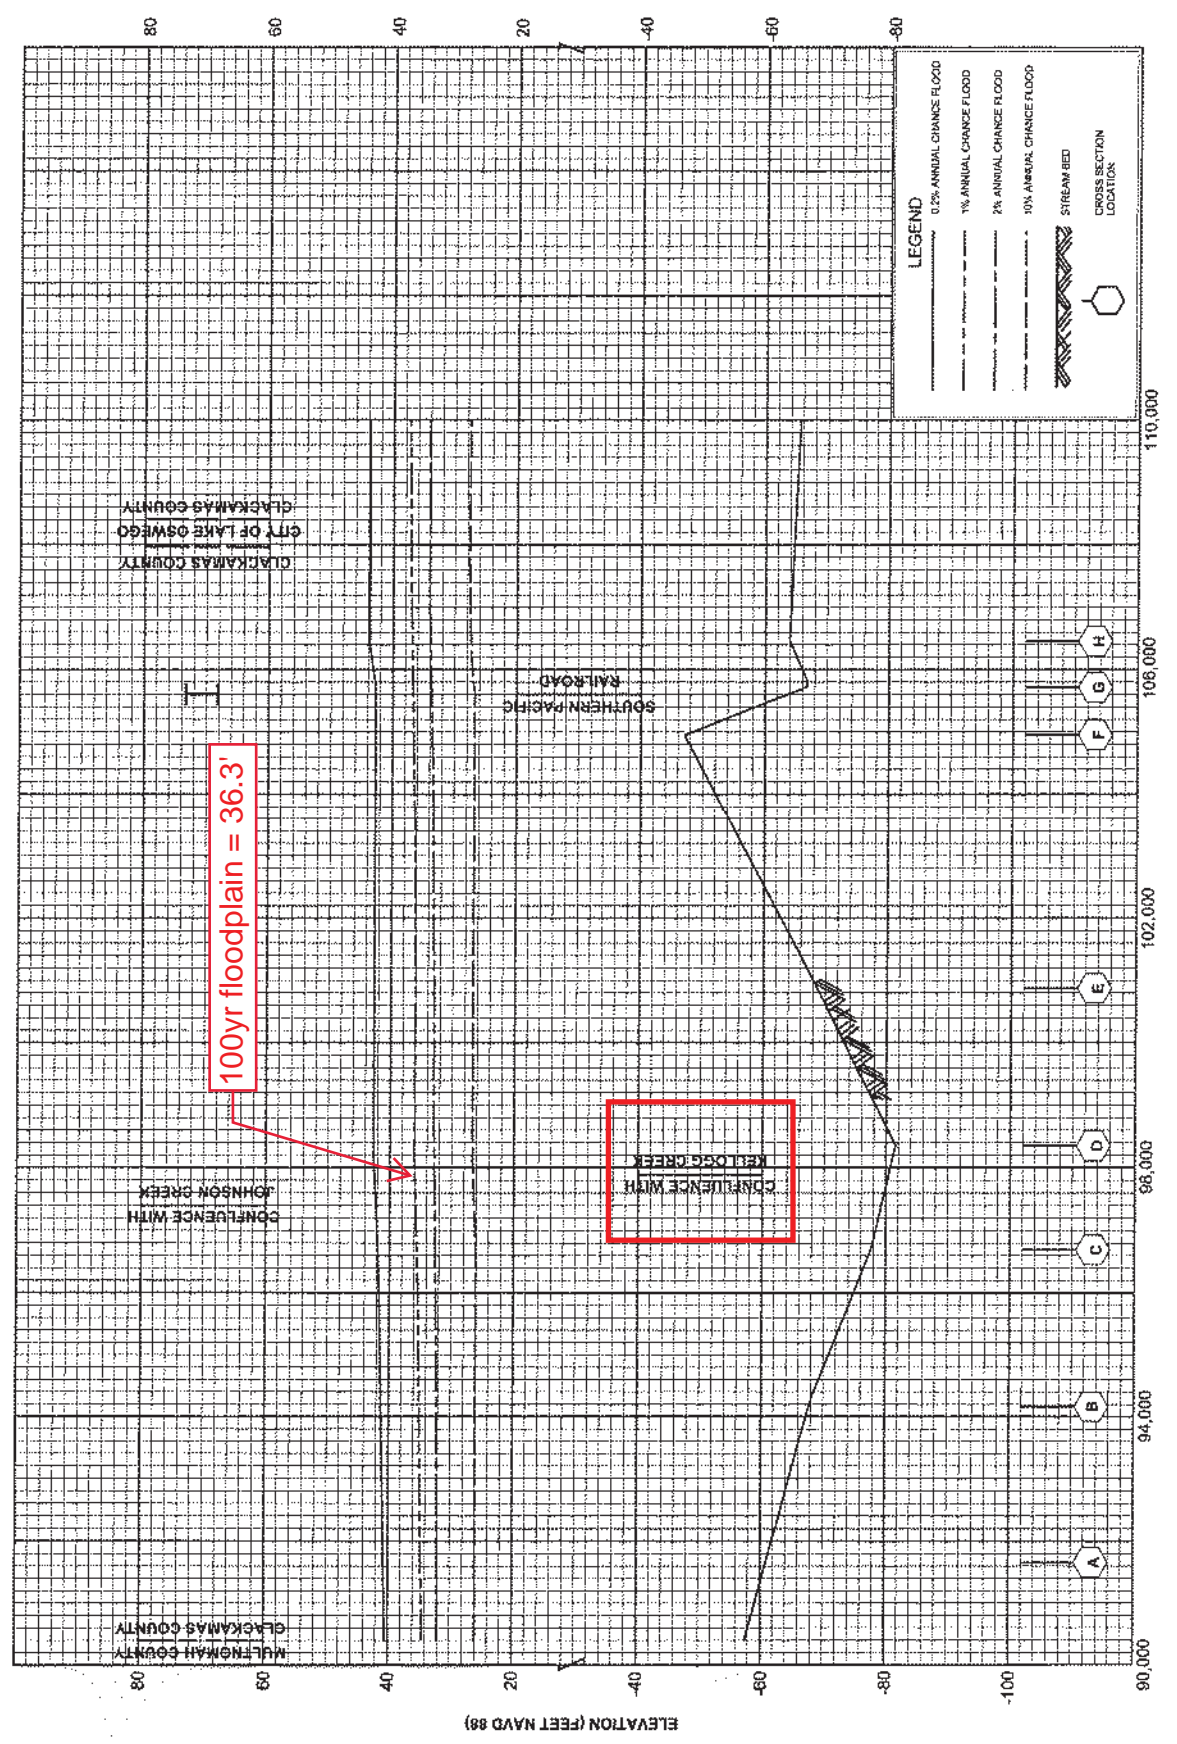 80
60
40
20
-40
-60
-80
LEGEND
0.2% ANNUAL CHANCE FLOOD
1% ANNUAL CHANCE FLOOD
2% ANNUAL CHANCE FLOOD
10% ANNUAL CHANCE FLOOD
STREAM BED
CROSS SECTION
LOCATION
CLACKAMAS COUNTY
CITY OF LAKE OSWEGO
CLACKAMAS COUNTY
SOUTHERN PACIFIC
RAILROAD
100yr floodplain = 36.3'
CONFLUENCE WITH
JOHNSON CREEK
CONFLUENCE WITH
KELLOGG CREEK
MULTNOMAH COUNTY
CLACKAMAS COUNTY
A
B
C
D
E
F
G
H
90,000
94,000
98,000
102,000
106,000
110,000
80
60
40
20
-40
-60
-80
-100
ELEVATION (FEET NAVD 88)